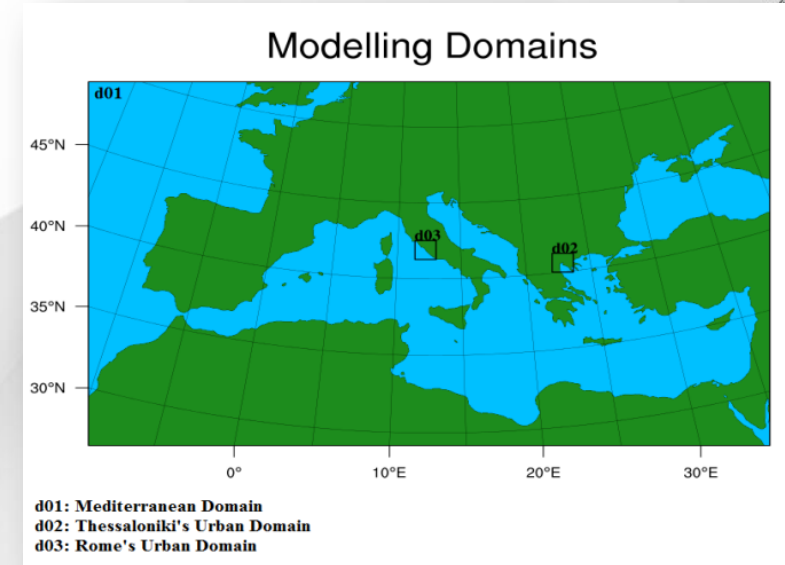 Modelling Domains
d01
45°N
40°N
35°N
30°N
d03
d02
0°
10°E
20°E
30°E
d01: Mediterranean Domain
d02: Thessaloniki's Urban Domain
d03: Rome's Urban Domain